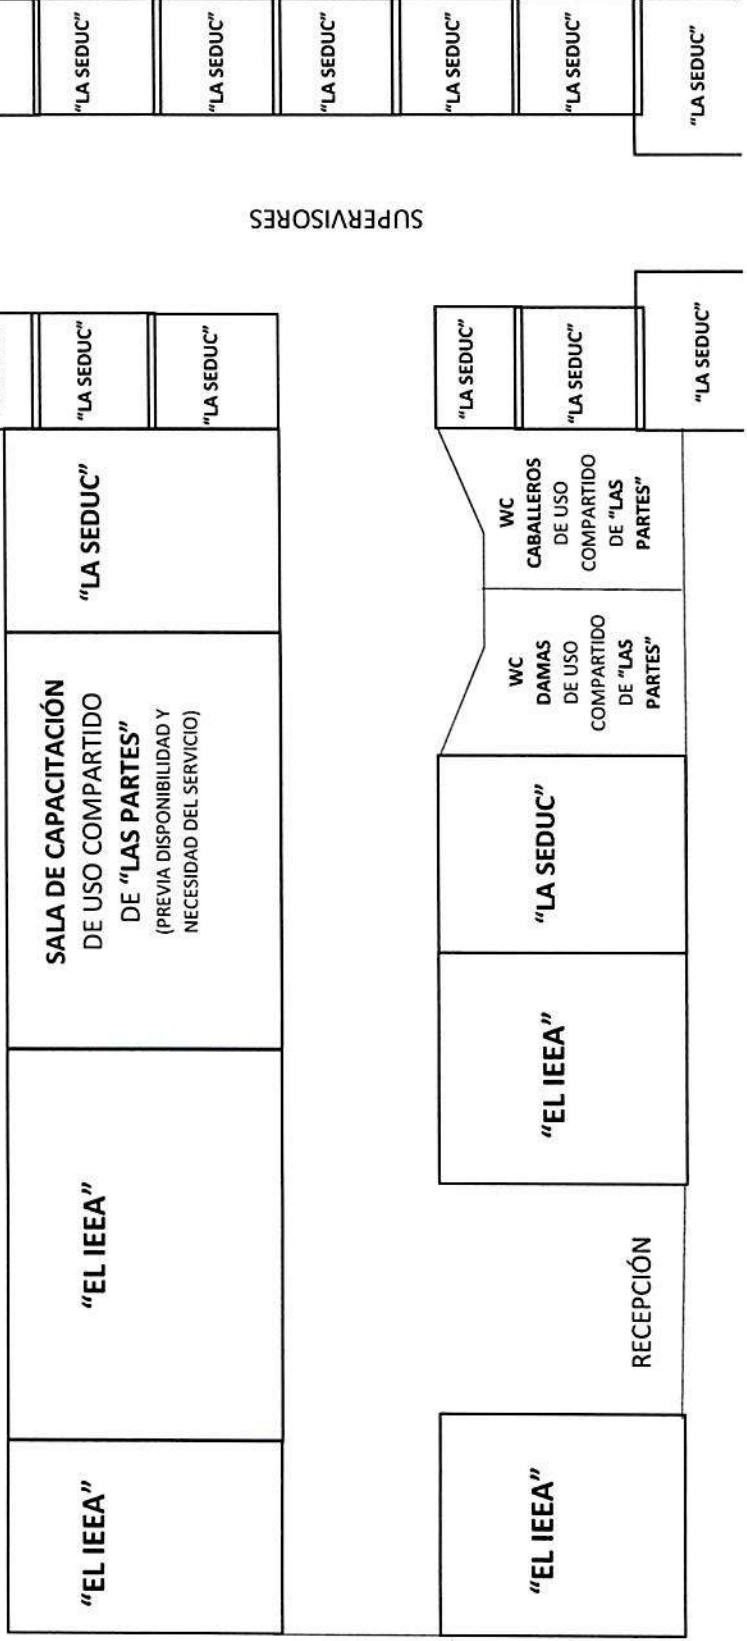 "EL IEEA"
"EL IEEA"
SALA DE CAPACITACIÓN
DE USO COMPARTIDO
DE "LAS PARTES"
(PREVIA DISPONIBILIDAD Y
NECESIDAD DEL SERVICIO)
"LA SEDUC"
"LA SEDUC"
"LA SEDUC"
SUPERVISORES
"LA SEDUC"
"LA SEDUC"
"LA SEDUC"
"LA SEDUC"
"LA SEDUC"
"LA SEDUC"
"EL IEEA"
RECEPCIÓN
"EL IEEA"
"LA SEDUC"
WC
DAMAS
DE USO
COMPARTIDO
DE "LAS
PARTES"
WC
CABALLEROS
DE USO
COMPARTIDO
DE "LAS
PARTES"
"LA SEDUC"
"LA SEDUC"
"LA SEDUC"
"LA SEDUC"